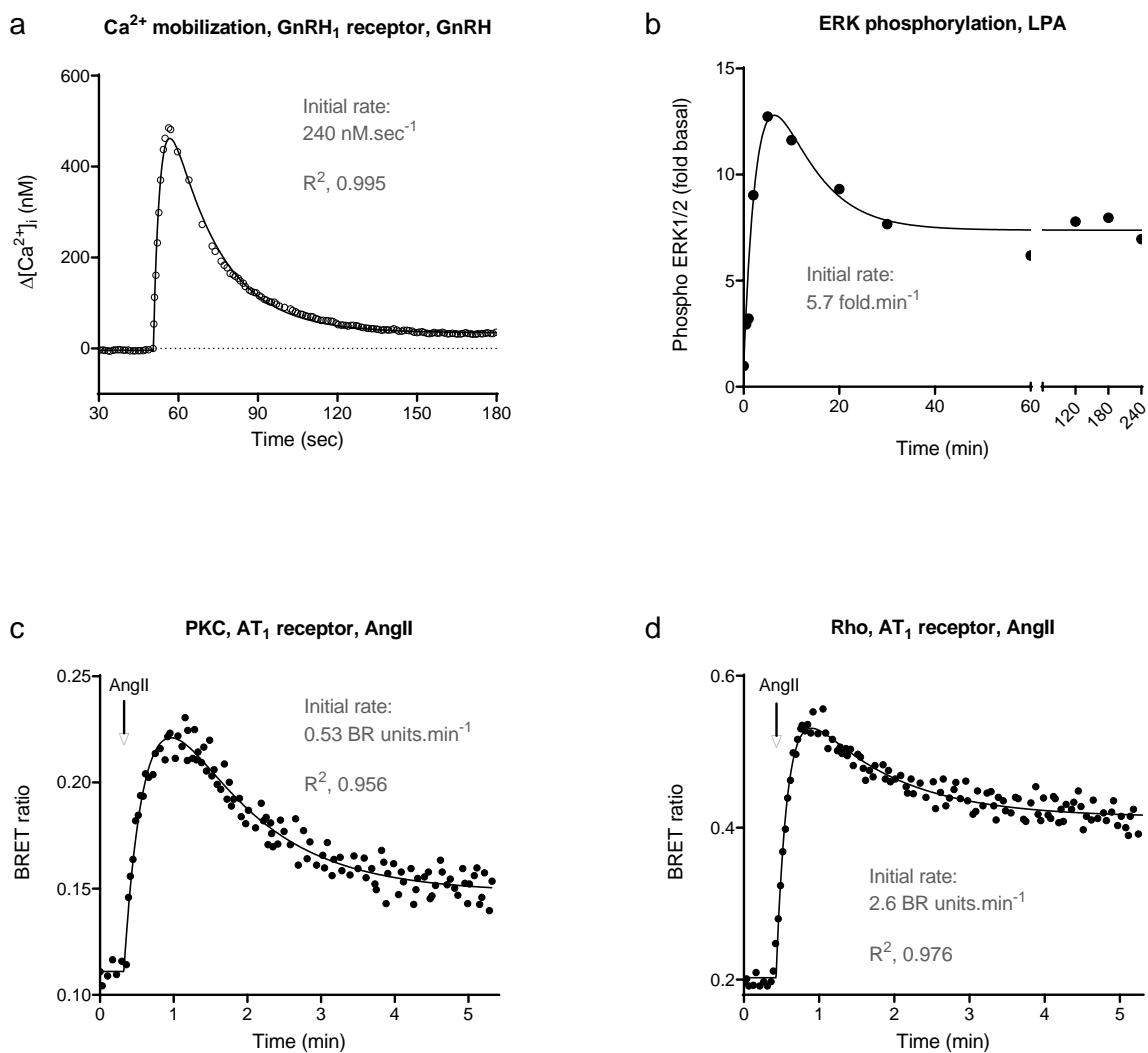 a
Ca²⁺ mobilization, GnRH₁ receptor, GnRH
600
400
200
0
Δ[Ca²⁺]ᵢ (nM)
Initial rate:
240 nM.sec⁻¹
R², 0.995
30 60 90 120 150 180
Time (sec)
b
ERK phosphorylation, LPA
15
10
5
0
Phospho ERK1/2 (fold basal)
Initial rate:
5.7 fold.min⁻¹
0 20 40 60 120 180 240
Time (min)
c
PKC, AT₁ receptor, AngII
0.25
0.20
0.15
0.10
BRET ratio
AngII
Initial rate:
0.53 BR units.min⁻¹
R², 0.956
0 1 2 3 4 5
Time (min)
d
Rho, AT₁ receptor, AngII
0.6
0.4
0.2
BRET ratio
AngII
Initial rate:
2.6 BR units.min⁻¹
R², 0.976
0 1 2 3 4 5
Time (min)